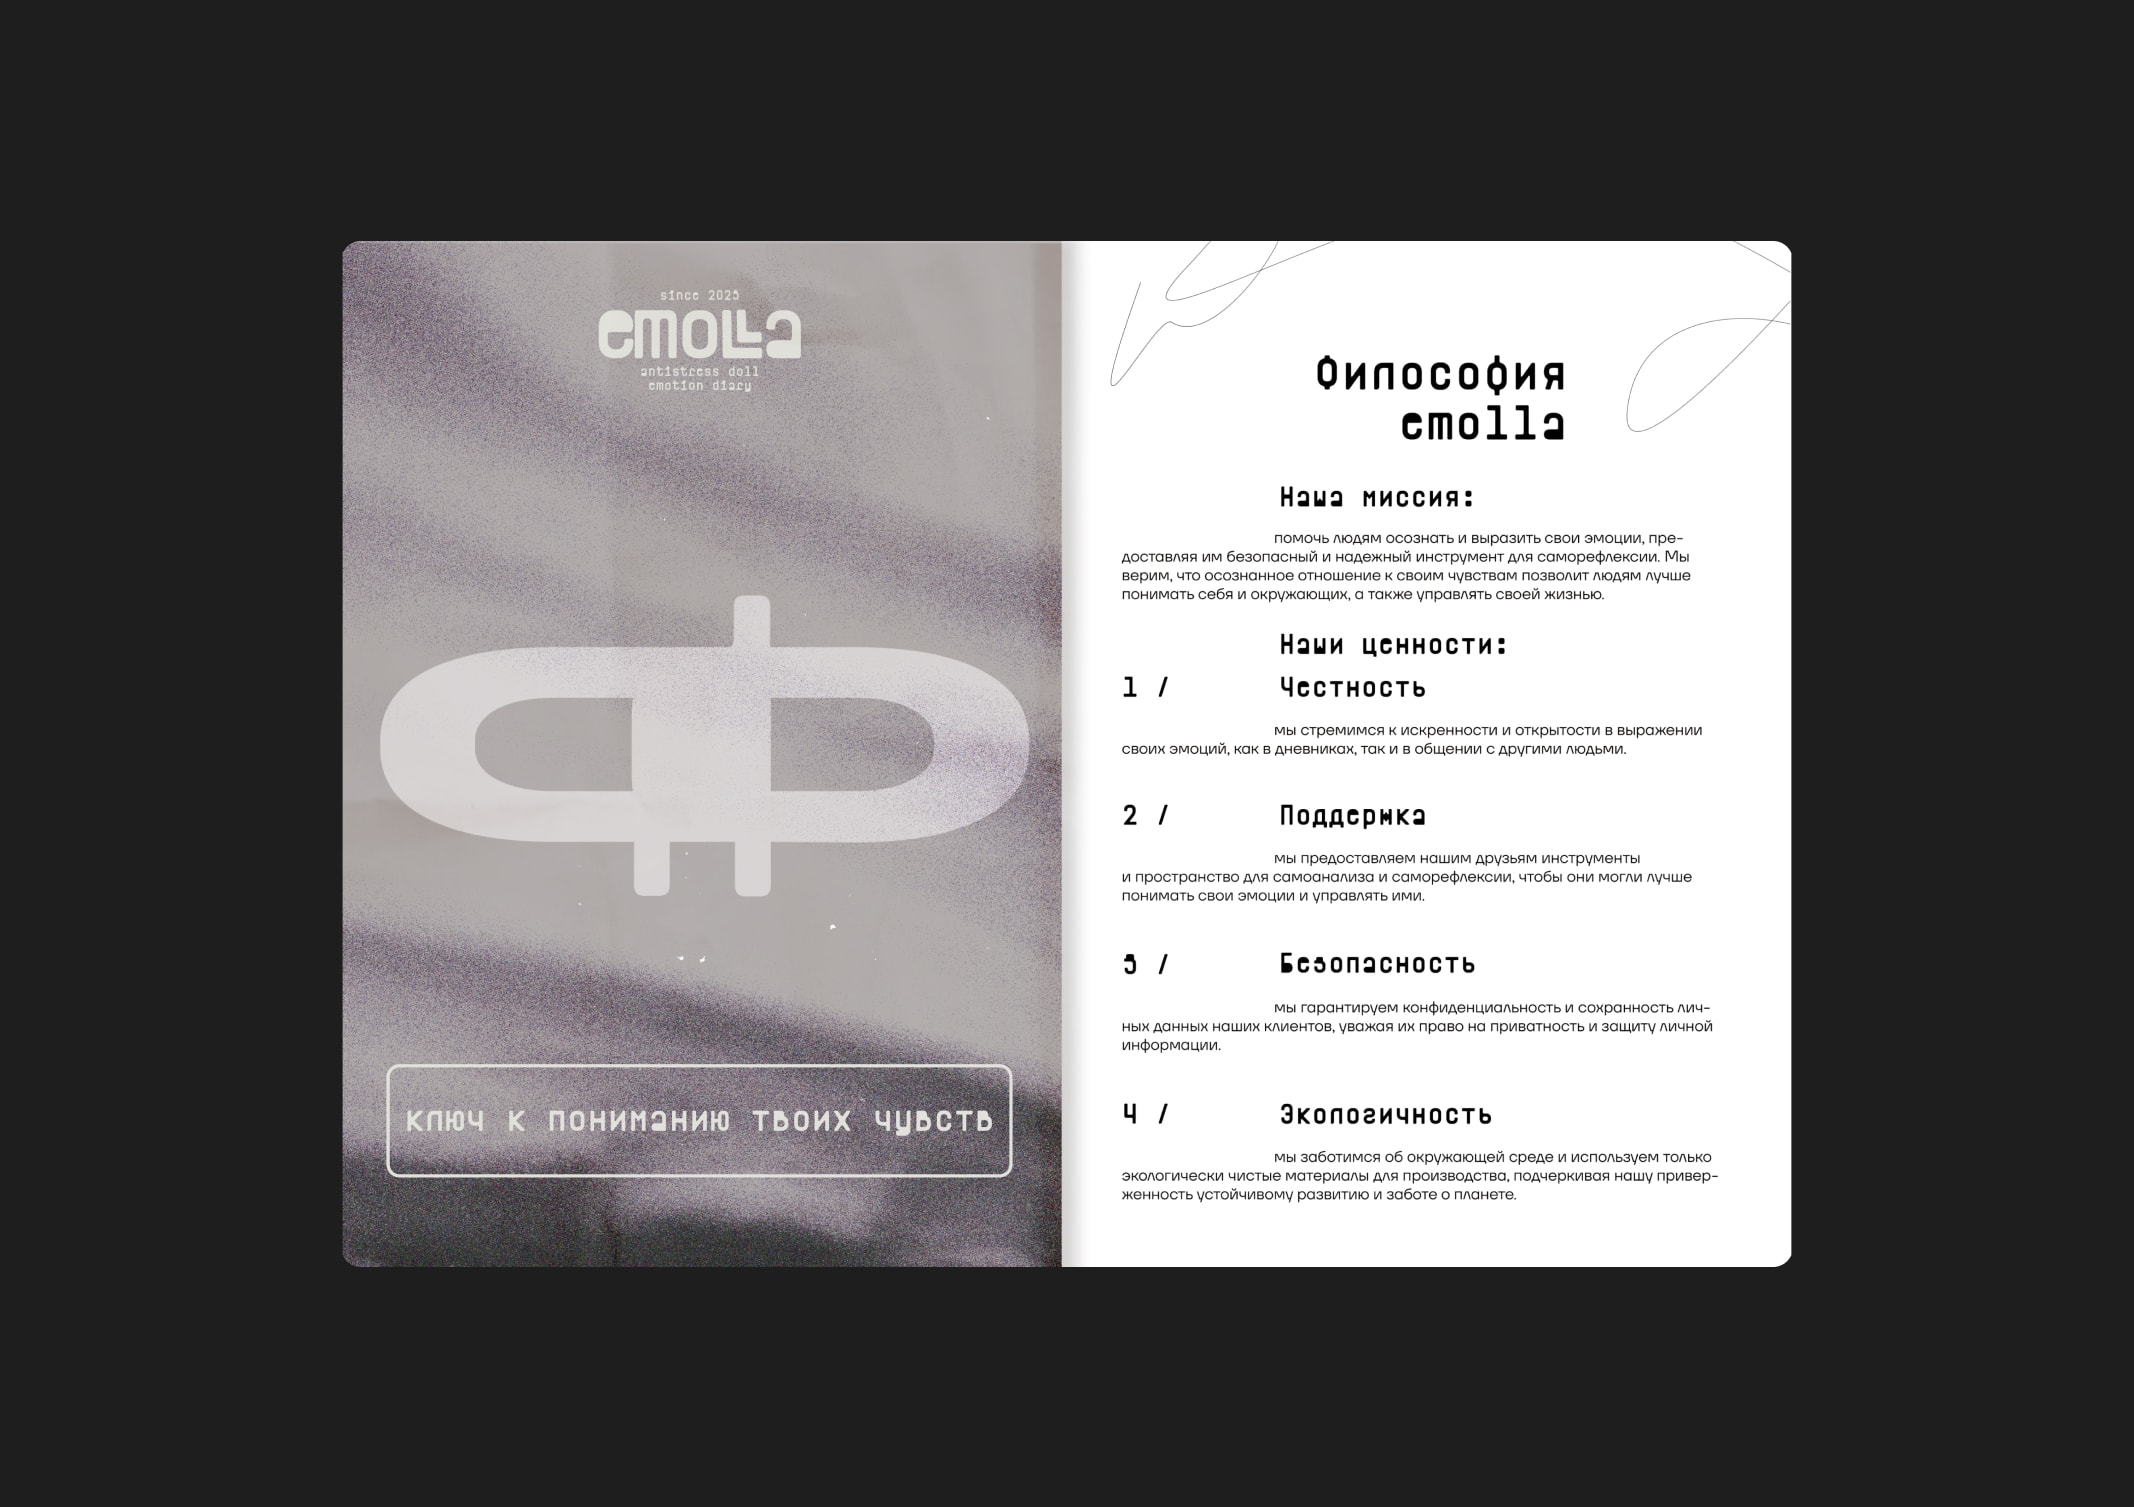 since 2025
emolla
antistress doll
emotion diary
ключ к пониманию твоих чувств
Философия
emolla
Наша миссия:
помочь людям осознать и выразить свои эмоции, пре-
доставляя им безопасный и надежный инструмент для саморефлексии. Мы
верим, что осознанное отношение к своим чувствам позволит людям лучше
понимать себя и окружающих, а также управлять своей жизнью.
Наши ценности:
1 / Честность
мы стремимся к искренности и открытости в выражении
своих эмоций, как в дневниках, так и в общении с другими людьми.
2 / Поддержка
мы предоставляем нашим друзьям инструменты
и пространство для самоанализа и саморефлексии, чтобы они могли лучше
понимать свои эмоции и управлять ими.
3 / Безопасность
мы гарантируем конфиденциальность и сохранность лич-
ных данных наших клиентов, уважая их право на приватность и защиту личной
информации.
4 / Экологичность
мы заботимся об окружающей среде и используем только
экологически чистые материалы для производства, подчеркивая нашу привер-
женность устойчивому развитию и заботе о планете.